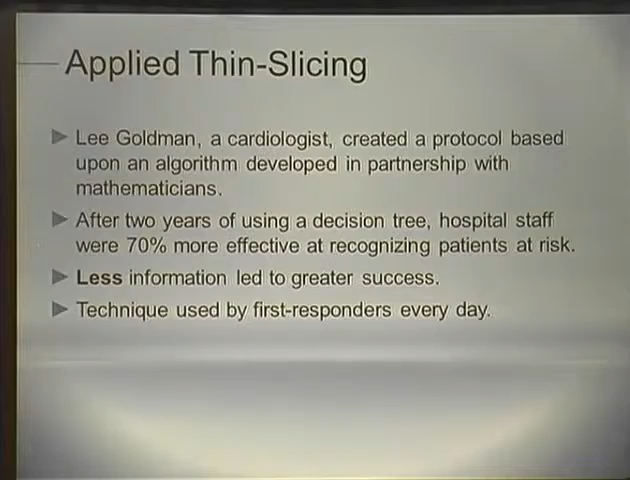 Applied Thin-Slicing
Lee Goldman, a cardiologist, created a protocol based
upon an algorithm developed in partnership with
mathematicians.
After two years of using a decision tree, hospital staff
were 70% more effective at recognizing patients at risk.
Less information led to greater success.
Technique used by first-responders every day.